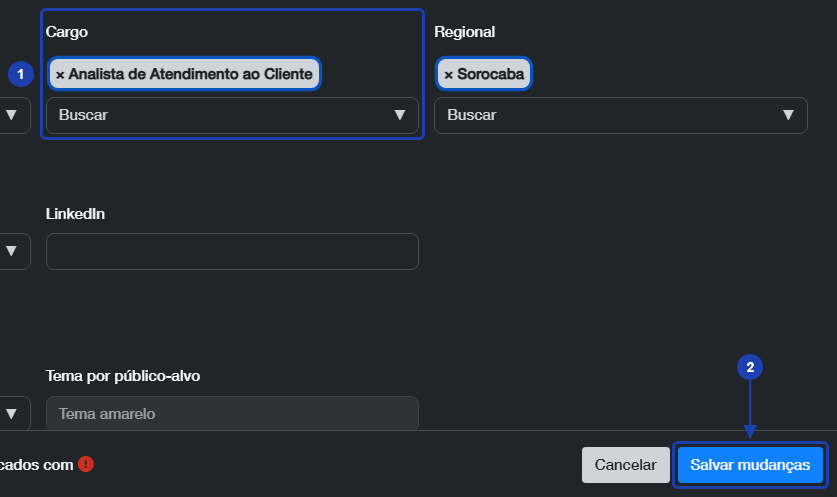 Cargo
Regional
1
× Analista de Atendimento ao Cliente
× Sorocaba
Buscar
Buscar
LinkedIn
Tema por público-alvo
2
Tema amarelo
cados com !
Cancelar
Salvar mudanças